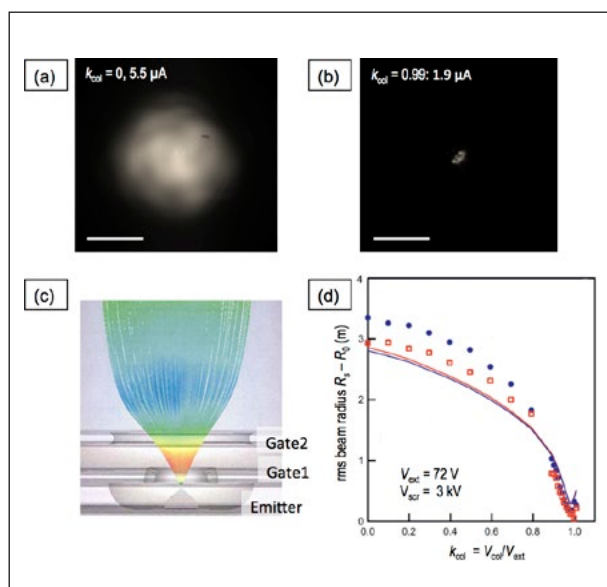 (a)
k_col = 0, 5.5 μA
(b)
k_col = 0.99: 1.9 μA
(c)
Gate2
Gate1
Emitter
(d)
rms beam radius R_s – R_0 (m)
4
3
2
1
0
V_ext = 72 V
V_scr = 3 kV
0.0 0.2 0.4 0.6 0.8 1.0
k_col = V_col/V_ext